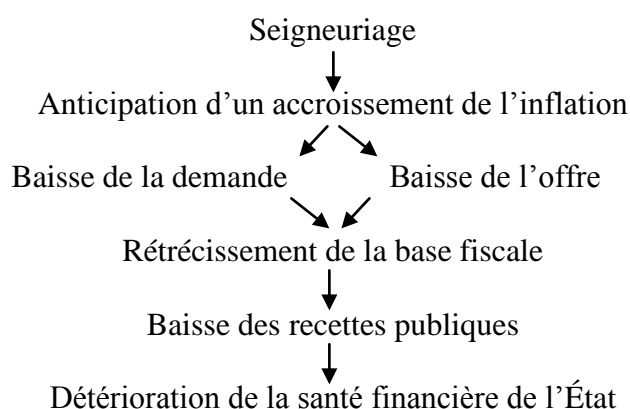 Seigneuriage
Anticipation d’un accroissement de l’inflation
Baisse de la demande
Baisse de l’offre
Rétrécissement de la base fiscale
Baisse des recettes publiques
Détérioration de la santé financière de l’État